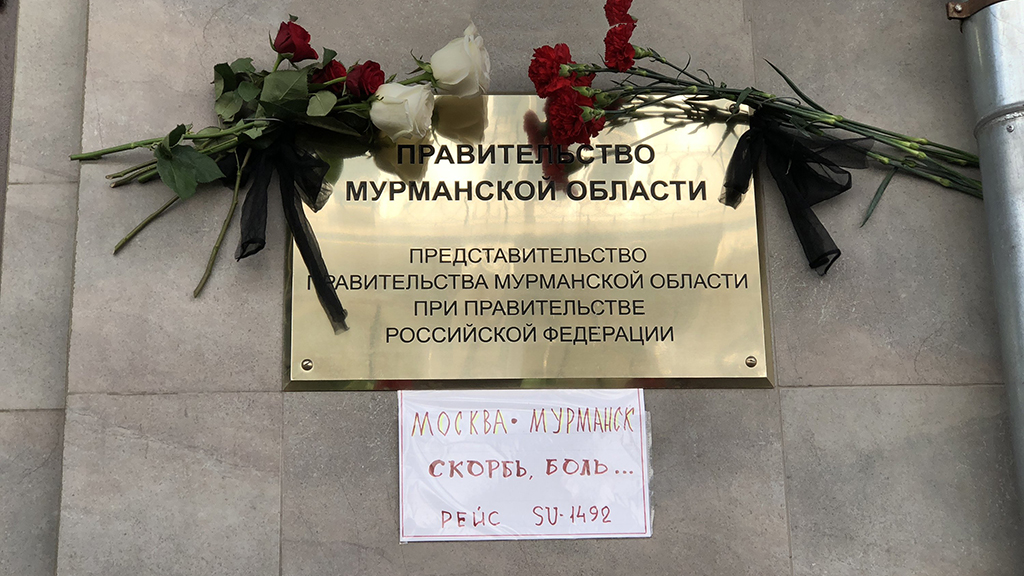 ПРАВИТЕЛЬСТВО
МУРМАНСКОЙ ОБЛАСТИ
ПРЕДСТАВИТЕЛЬСТВО
ПРАВИТЕЛЬСТВА МУРМАНСКОЙ ОБЛАСТИ
ПРИ ПРАВИТЕЛЬСТВЕ
РОССИЙСКОЙ ФЕДЕРАЦИИ
МОСКВА • МУРМАНСК
СКОРБЬ, БОЛЬ...
РЕЙС SU-1492